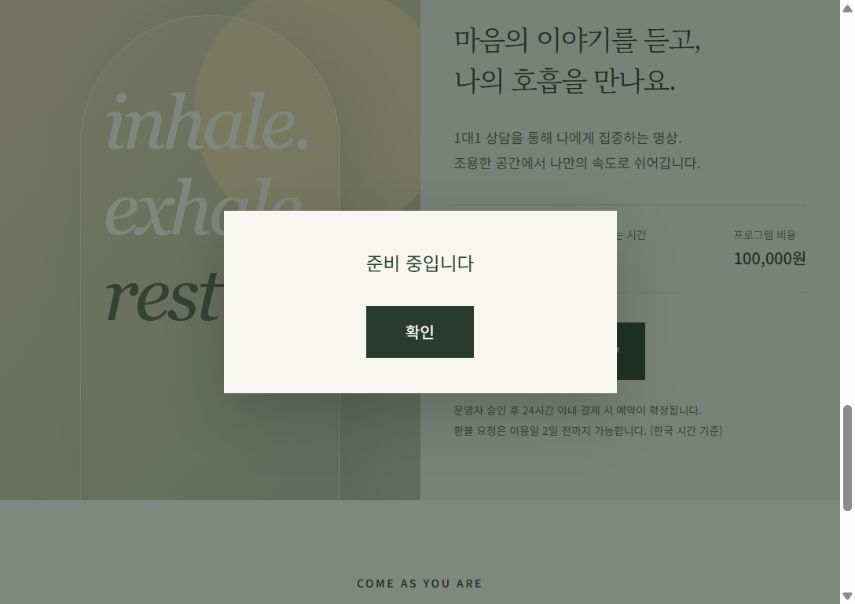 inhale.
exhale
rest
마음의 이야기를 듣고,
나의 호흡을 만나요.
1대1 상담을 통해 나에게 집중하는 명상.
조용한 공간에서 나만의 속도로 쉬어갑니다.
는 시간
프로그램 비용
100,000원
준비 중입니다
확인
운영자 승인 후 24시간 이내 결제 시 예약이 확정됩니다.
환불 요청은 이용일 2일 전까지 가능합니다. (한국 시간 기준)
COME AS YOU ARE